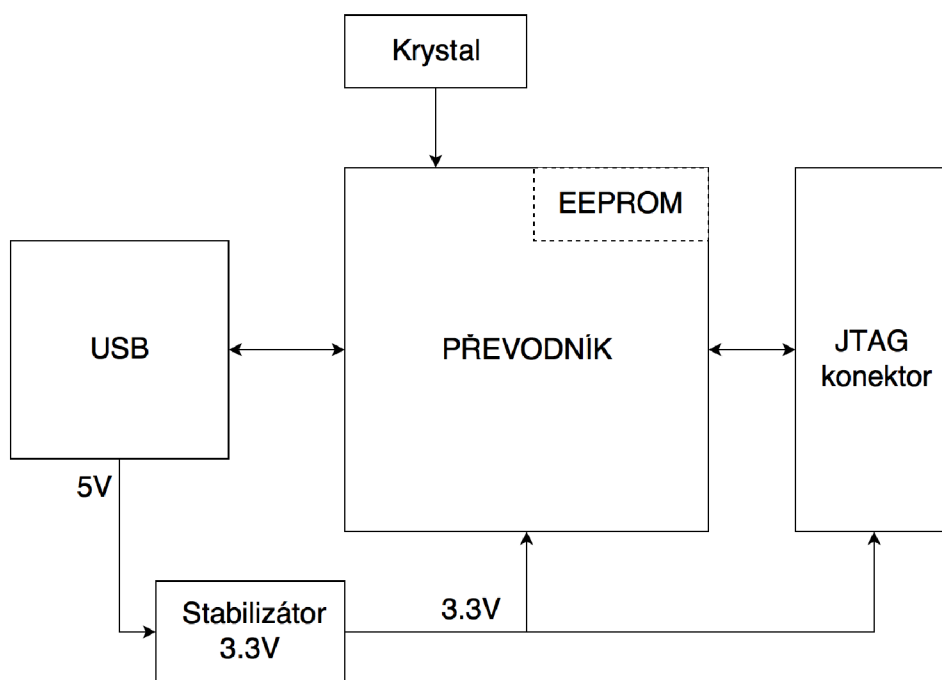 Krystal
EEPROM
USB
PŘEVODNÍK
JTAG
konektor
5V
Stabilizátor
3.3V
3.3V